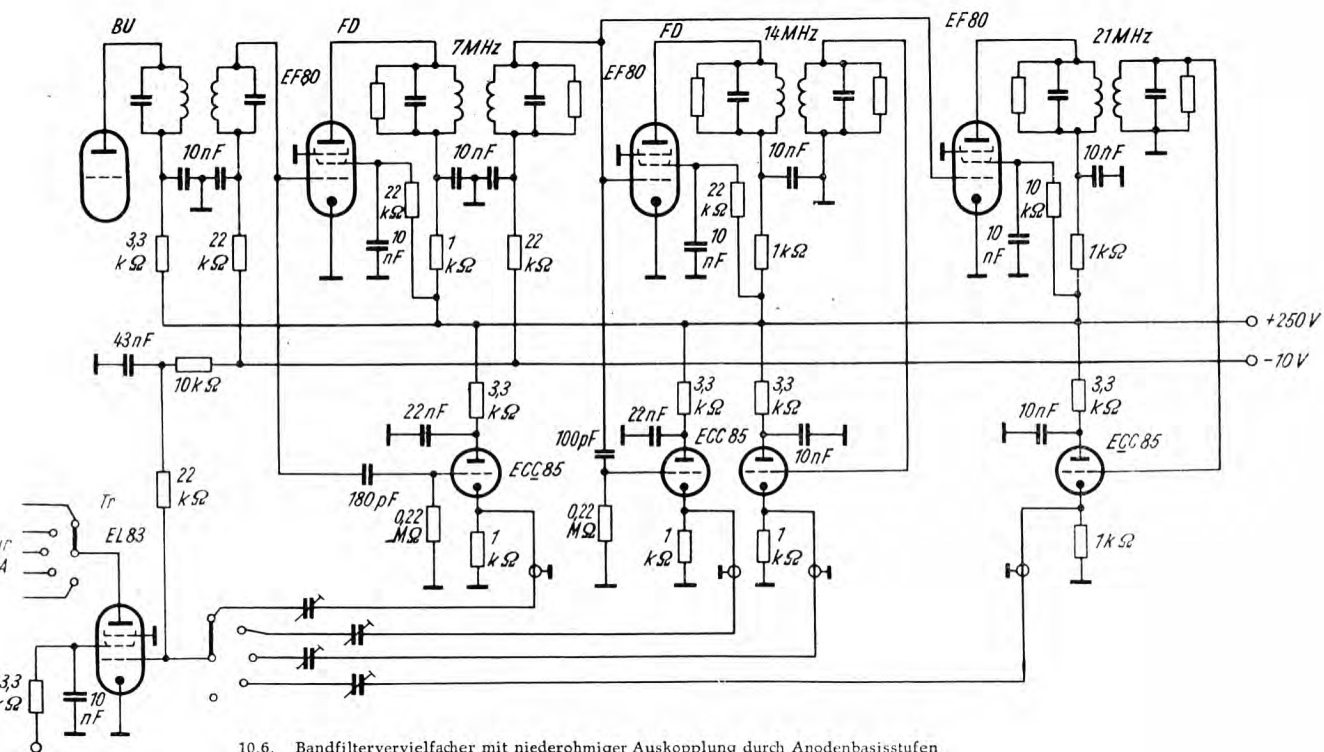 BU
FD
7MHz
FD
14MHz
EF80
21MHz
EF80
EF80
10nF
10nF
10nF
10nF
22
kΩ
10
nF
22
kΩ
10
nF
10
kΩ
10
nF
3,3
kΩ
22
kΩ
1
kΩ
22
kΩ
1kΩ
1kΩ
+250V
-10V
43nF
10kΩ
22nF
3,3
kΩ
22nF
3,3
kΩ
3,3
kΩ
10nF
3,3
kΩ
100pF
ECC85
ECC85
10nF
ECC85
22
kΩ
180pF
0,22
MΩ
1
kΩ
0,22
MΩ
1
kΩ
1
kΩ
1kΩ
Tr
EL83
A
3,3
kΩ
10
nF
10.6. Bandfiltervervielfacher mit niederohmiger Auskopplung durch Anodenbasisstufen